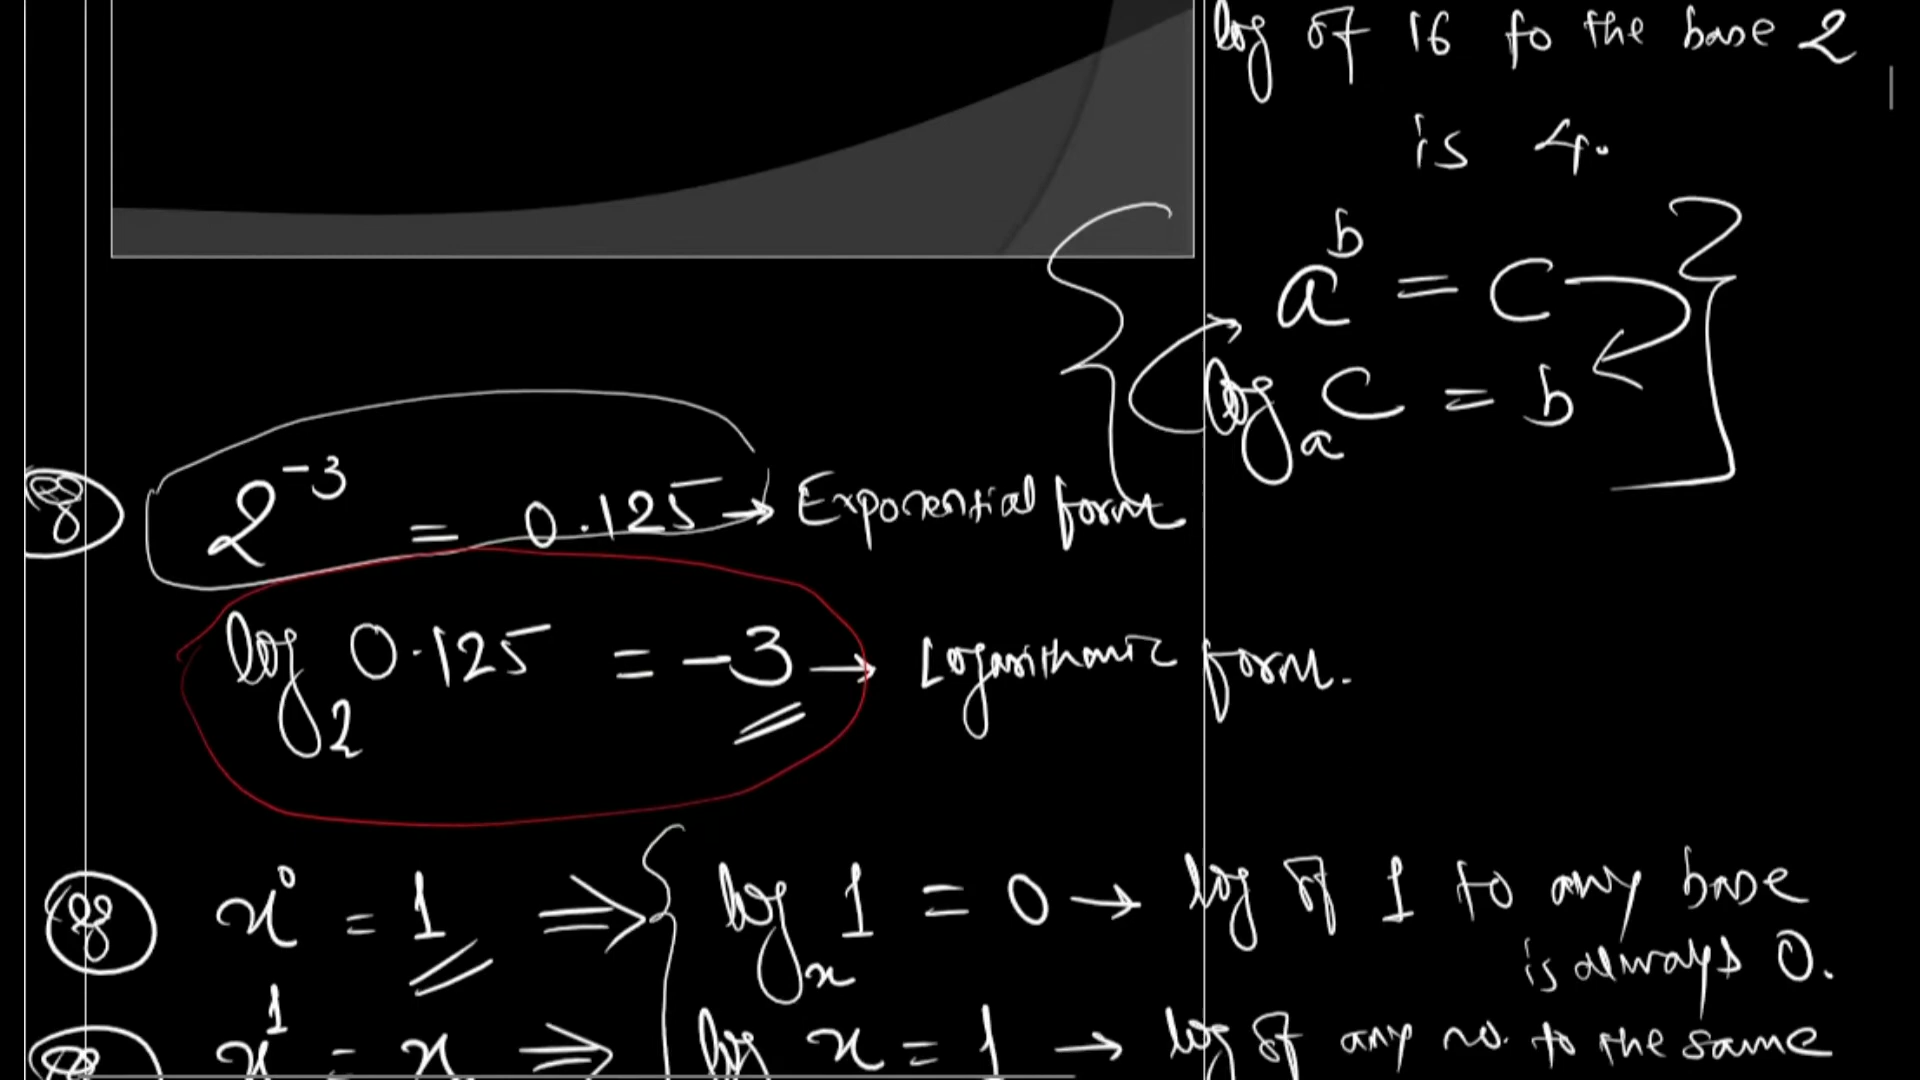 log of 16 to the base 2
is 4.
a^b = c
log_a c = b
2^-3 = 0.125 → Exponential form
log_2 0.125 = -3 → Logarithmic form.
x^0 = 1 ⇒ { log_x 1 = 0 → log of 1 to any base
is always 0.
x^1 = x ⇒ log x = 1 → log of any no. to the same